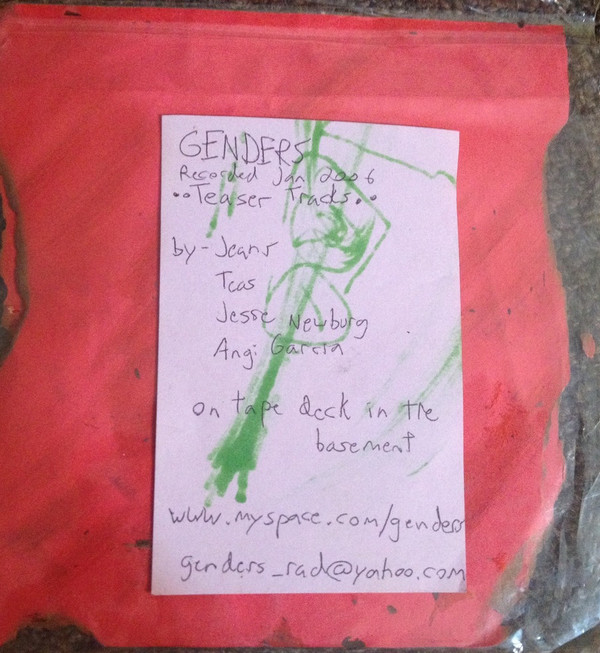 GENDERS
Recorded Jan 2006
••Teaser Tracks••
by - Jeans
Tcas
Jesse Newburg
Angi Garcia
on tape deck in the
basement
www.myspace.com/genders
genders_rad@yahoo.com